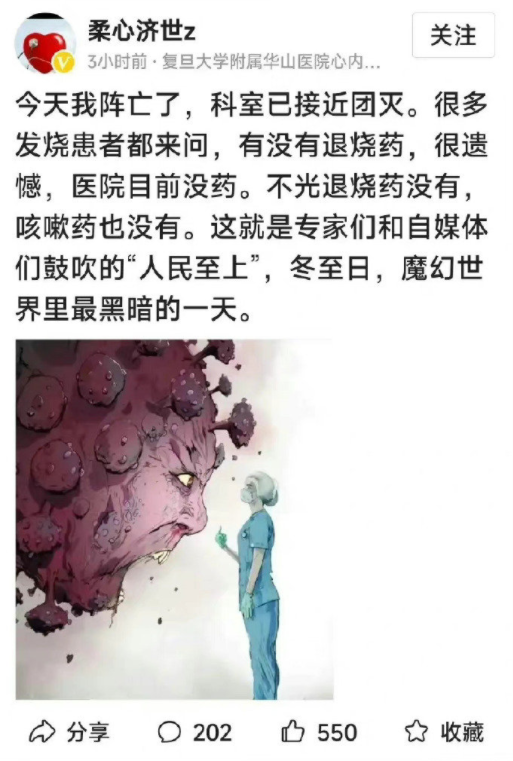 柔心济世z
关注
3小时前·复旦大学附属华山医院心内...
今天我阵亡了，科室已接近团灭。很多
发烧患者都来问，有没有退烧药，很遗
憾，医院目前没药。不光退烧药没有，
咳嗽药也没有。这就是专家们和自媒体
们鼓吹的“人民至上”，冬至日，魔幻世
界里最黑暗的一天。
分享 202 550 收藏